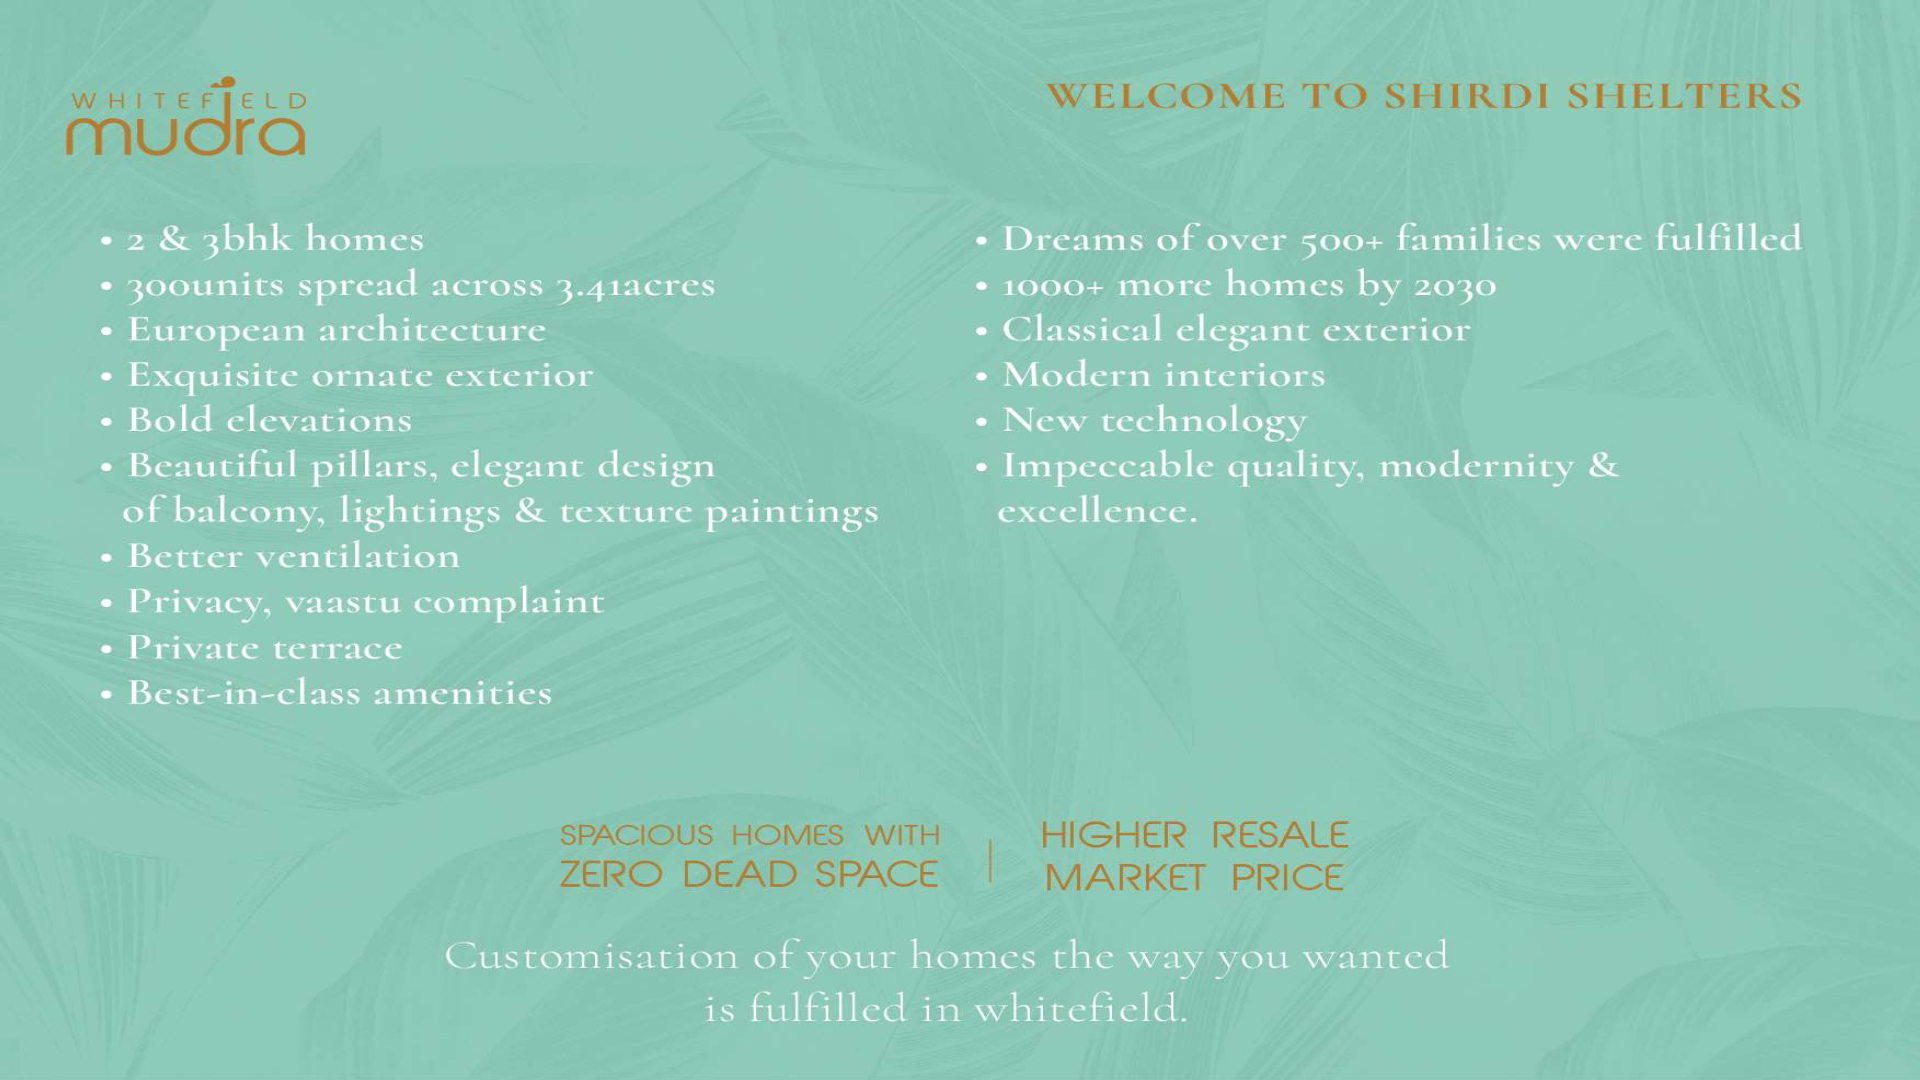 WHITEFIELD
mudra
WELCOME TO SHIRDI SHELTERS
• 2 & 3bhk homes
• 300units spread across 3.41acres
• European architecture
• Exquisite ornate exterior
• Bold elevations
• Beautiful pillars, elegant design
of balcony, lightings & texture paintings
• Better ventilation
• Privacy, vaastu complaint
• Private terrace
• Best-in-class amenities
• Dreams of over 500+ families were fulfilled
• 1000+ more homes by 2030
• Classical elegant exterior
• Modern interiors
• New technology
• Impeccable quality, modernity &
excellence.
SPACIOUS HOMES WITH
ZERO DEAD SPACE
HIGHER RESALE
MARKET PRICE
Customisation of your homes the way you wanted
is fulfilled in whitefield.